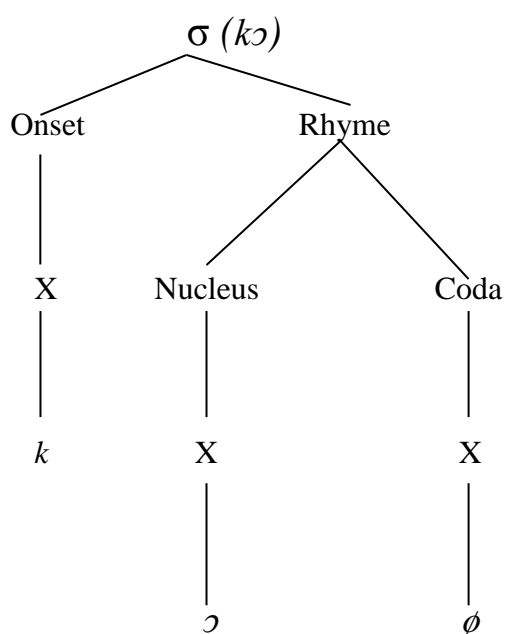 σ (kɔ)
Onset Rhyme
X Nucleus Coda
k X X
ɔ ϕ